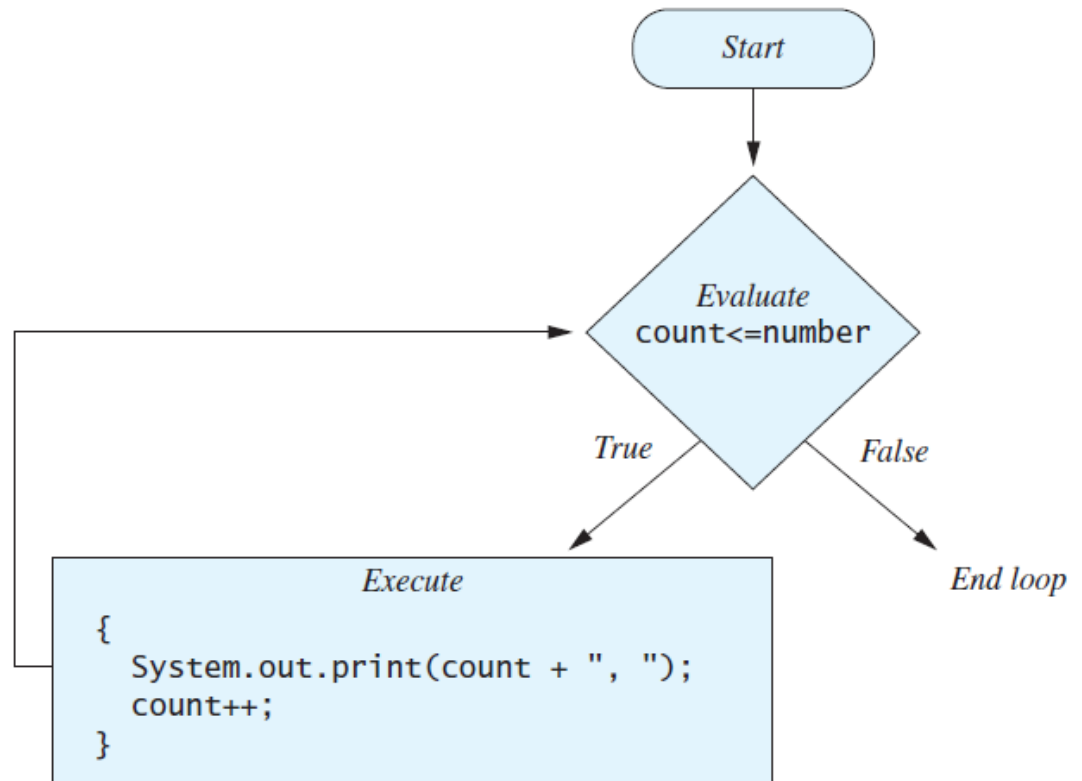 Start
Evaluate
count<=number
True
False
End loop
Execute
{
System.out.print(count + ", ");
count++;
}